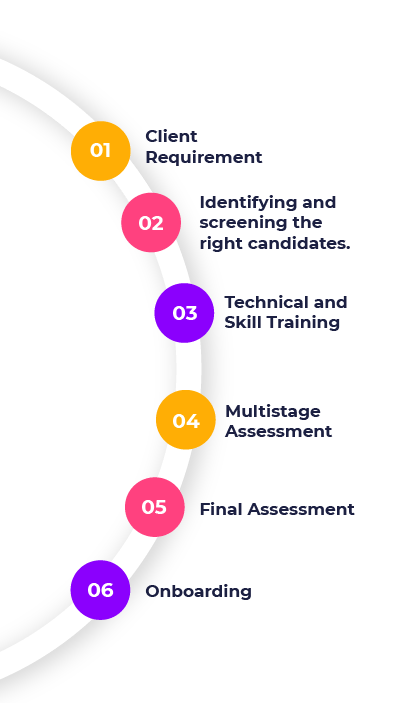 01
Client
Requirement
02
Identifying and
screening the
right candidates.
03
Technical and
Skill Training
04
Multistage
Assessment
05
Final Assessment
06
Onboarding